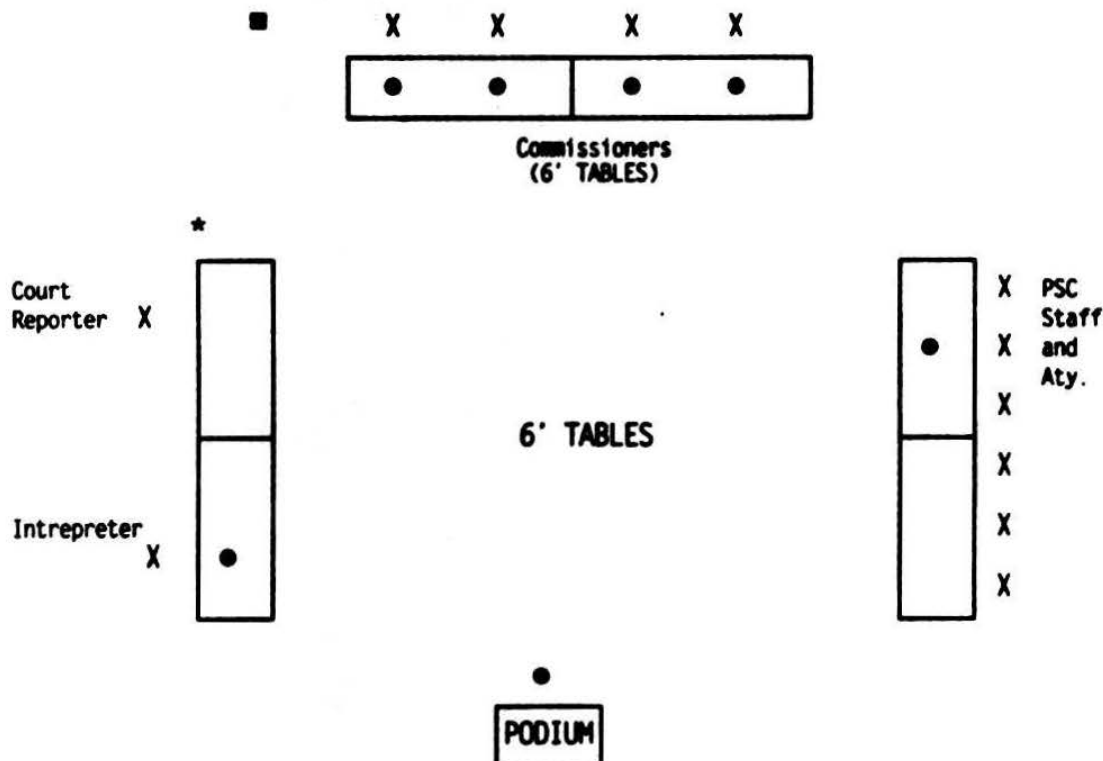 ■ X X X X
● ● ● ●
Commissioners
(6' TABLES)
*
Court
Reporter X
X PSC
● X Staff
and
X Aty.
6' TABLES
X
Intrepreter
X ●
X
X
●
PODIUM